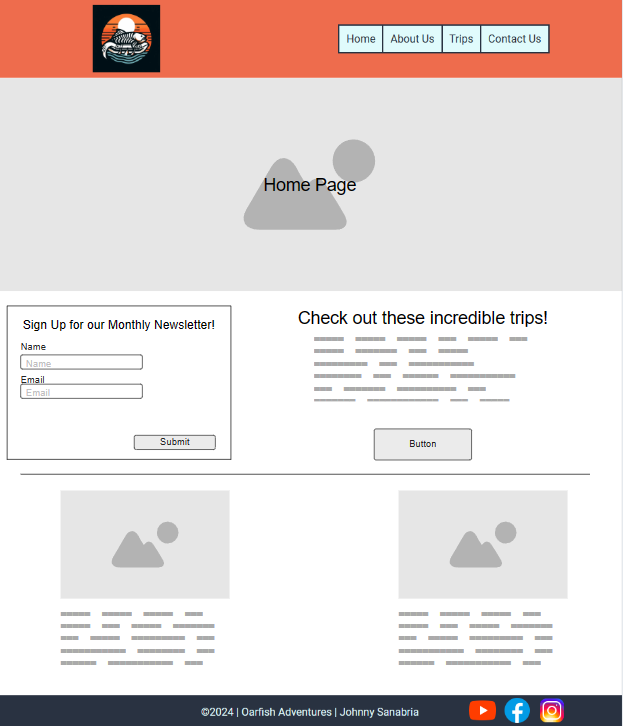 Home About Us Trips Contact Us
Home Page
Sign Up for our Monthly Newsletter!
Name
Name
Email
Email
Submit
Check out these incredible trips!
Button
©2024 | Oarfish Adventures | Johnny Sanabria